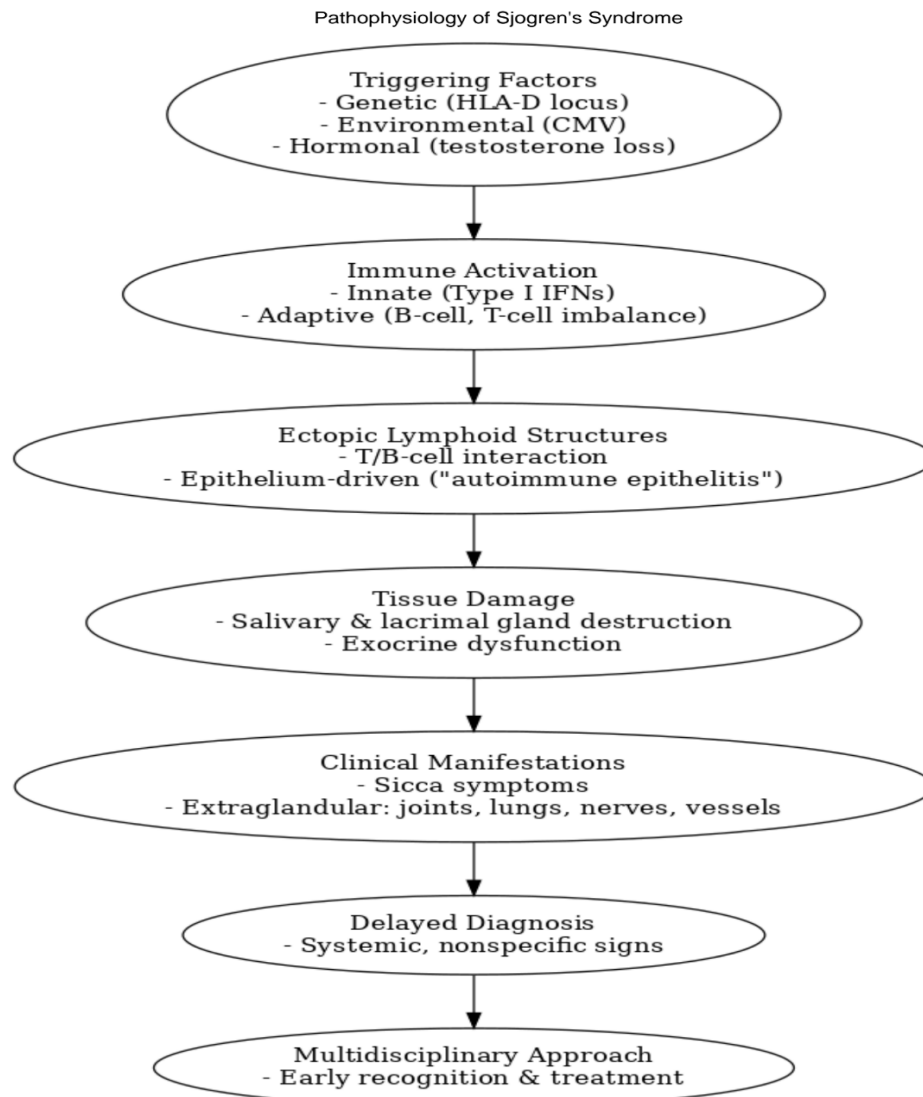 Pathophysiology of Sjogren's Syndrome
Triggering Factors
- Genetic (HLA-D locus)
- Environmental (CMV)
- Hormonal (testosterone loss)
Immune Activation
- Innate (Type I IFNs)
- Adaptive (B-cell, T-cell imbalance)
Ectopic Lymphoid Structures
- T/B-cell interaction
- Epithelium-driven ("autoimmune epithelitis")
Tissue Damage
- Salivary & lacrimal gland destruction
- Exocrine dysfunction
Clinical Manifestations
- Sicca symptoms
- Extraglandular: joints, lungs, nerves, vessels
Delayed Diagnosis
- Systemic, nonspecific signs
Multidisciplinary Approach
- Early recognition & treatment